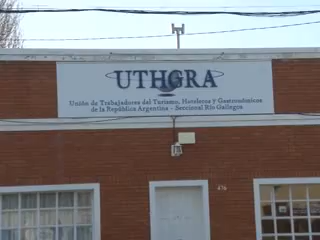 UTHGRA
Unión de Trabajadores del Turismo, Hoteleros y Gastronómicos
de la República Argentina - Seccional Río Gallegos